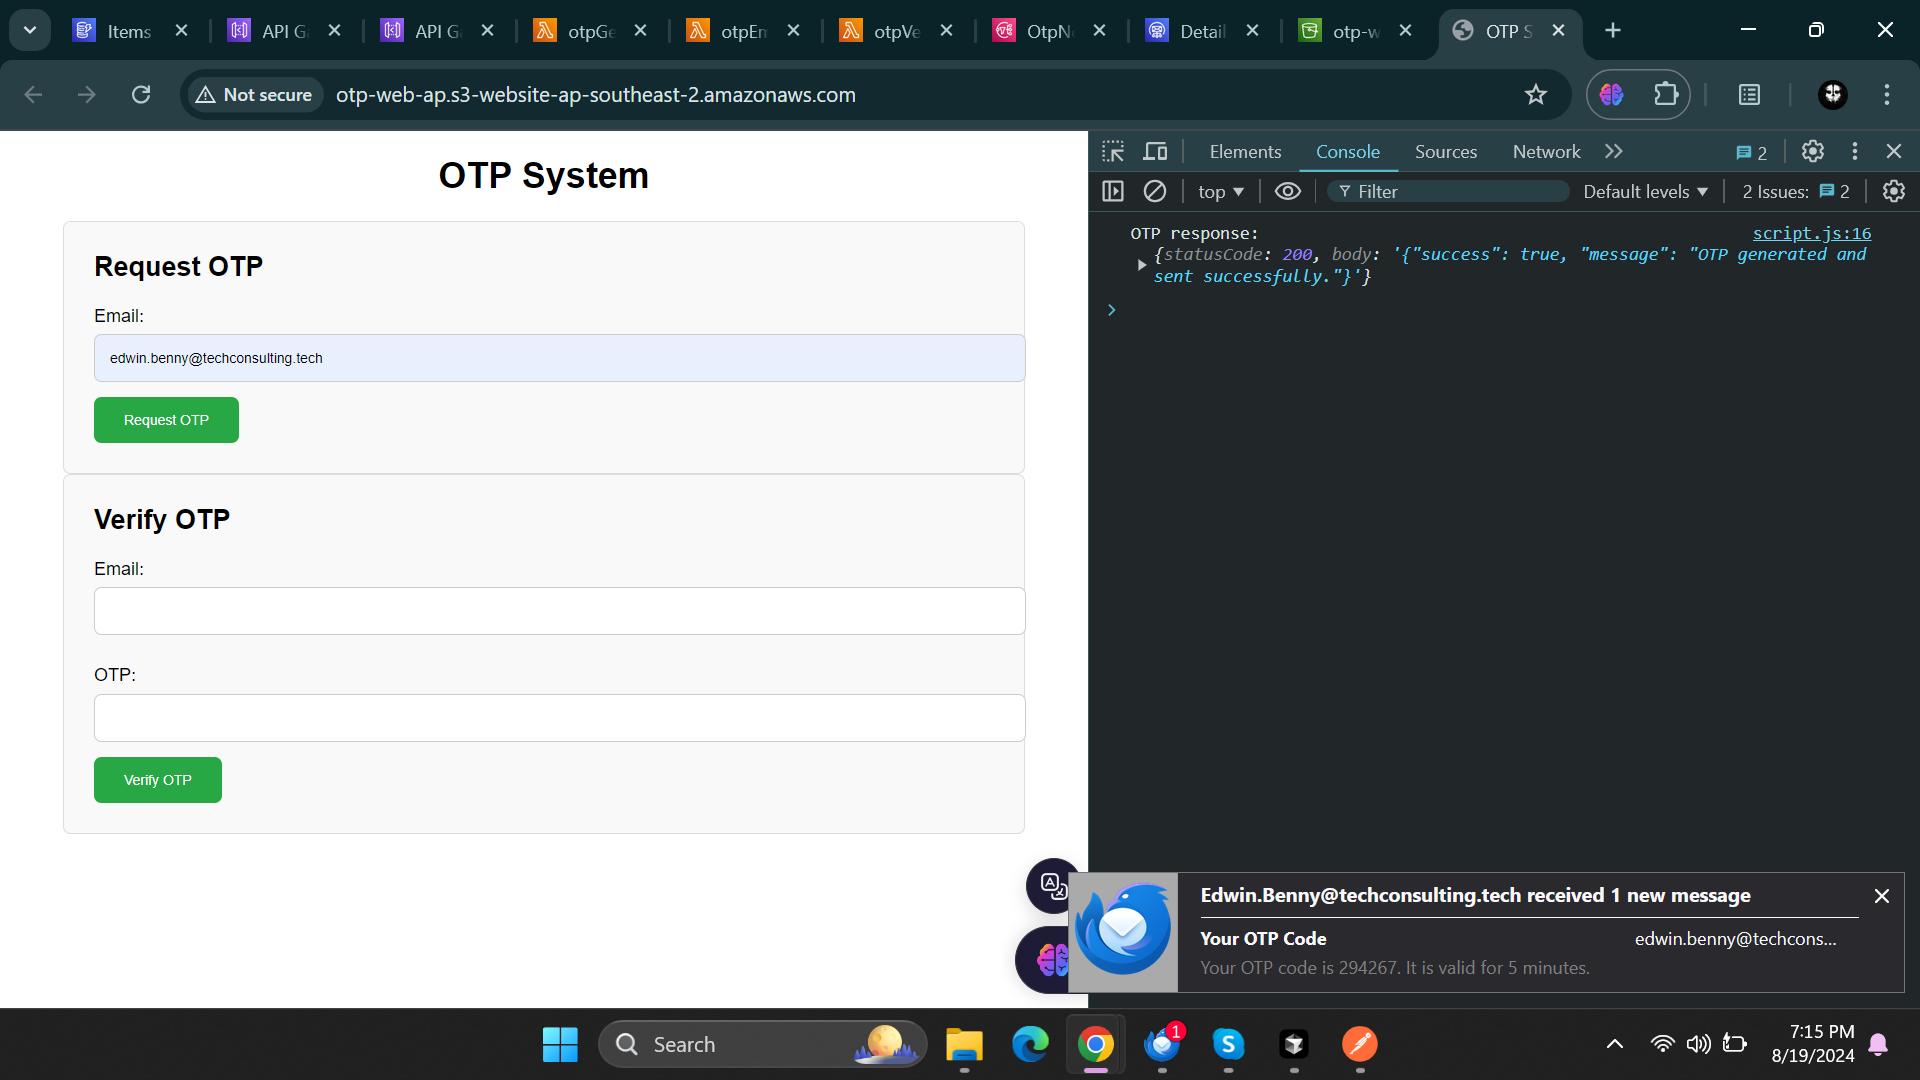 Items
API Ga
API Ga
otpGe
otpEm
otpVe
OtpNo
Detail
otp-w
OTP S
Not secure
otp-web-ap.s3-website-ap-southeast-2.amazonaws.com
OTP System
Request OTP
Email:
edwin.benny@techconsulting.tech
Request OTP
Verify OTP
Email:
OTP:
Verify OTP
Elements
Console
Sources
Network
2
top
Filter
Default levels
2 Issues:
2
OTP response:
script.js:16
{statusCode: 200, body: '{"success": true, "message": "OTP generated and
sent successfully."}'}
Edwin.Benny@techconsulting.tech received 1 new message
Your OTP Code
edwin.benny@techcons...
Your OTP code is 294267. It is valid for 5 minutes.
Search
1
7:15 PM
8/19/2024